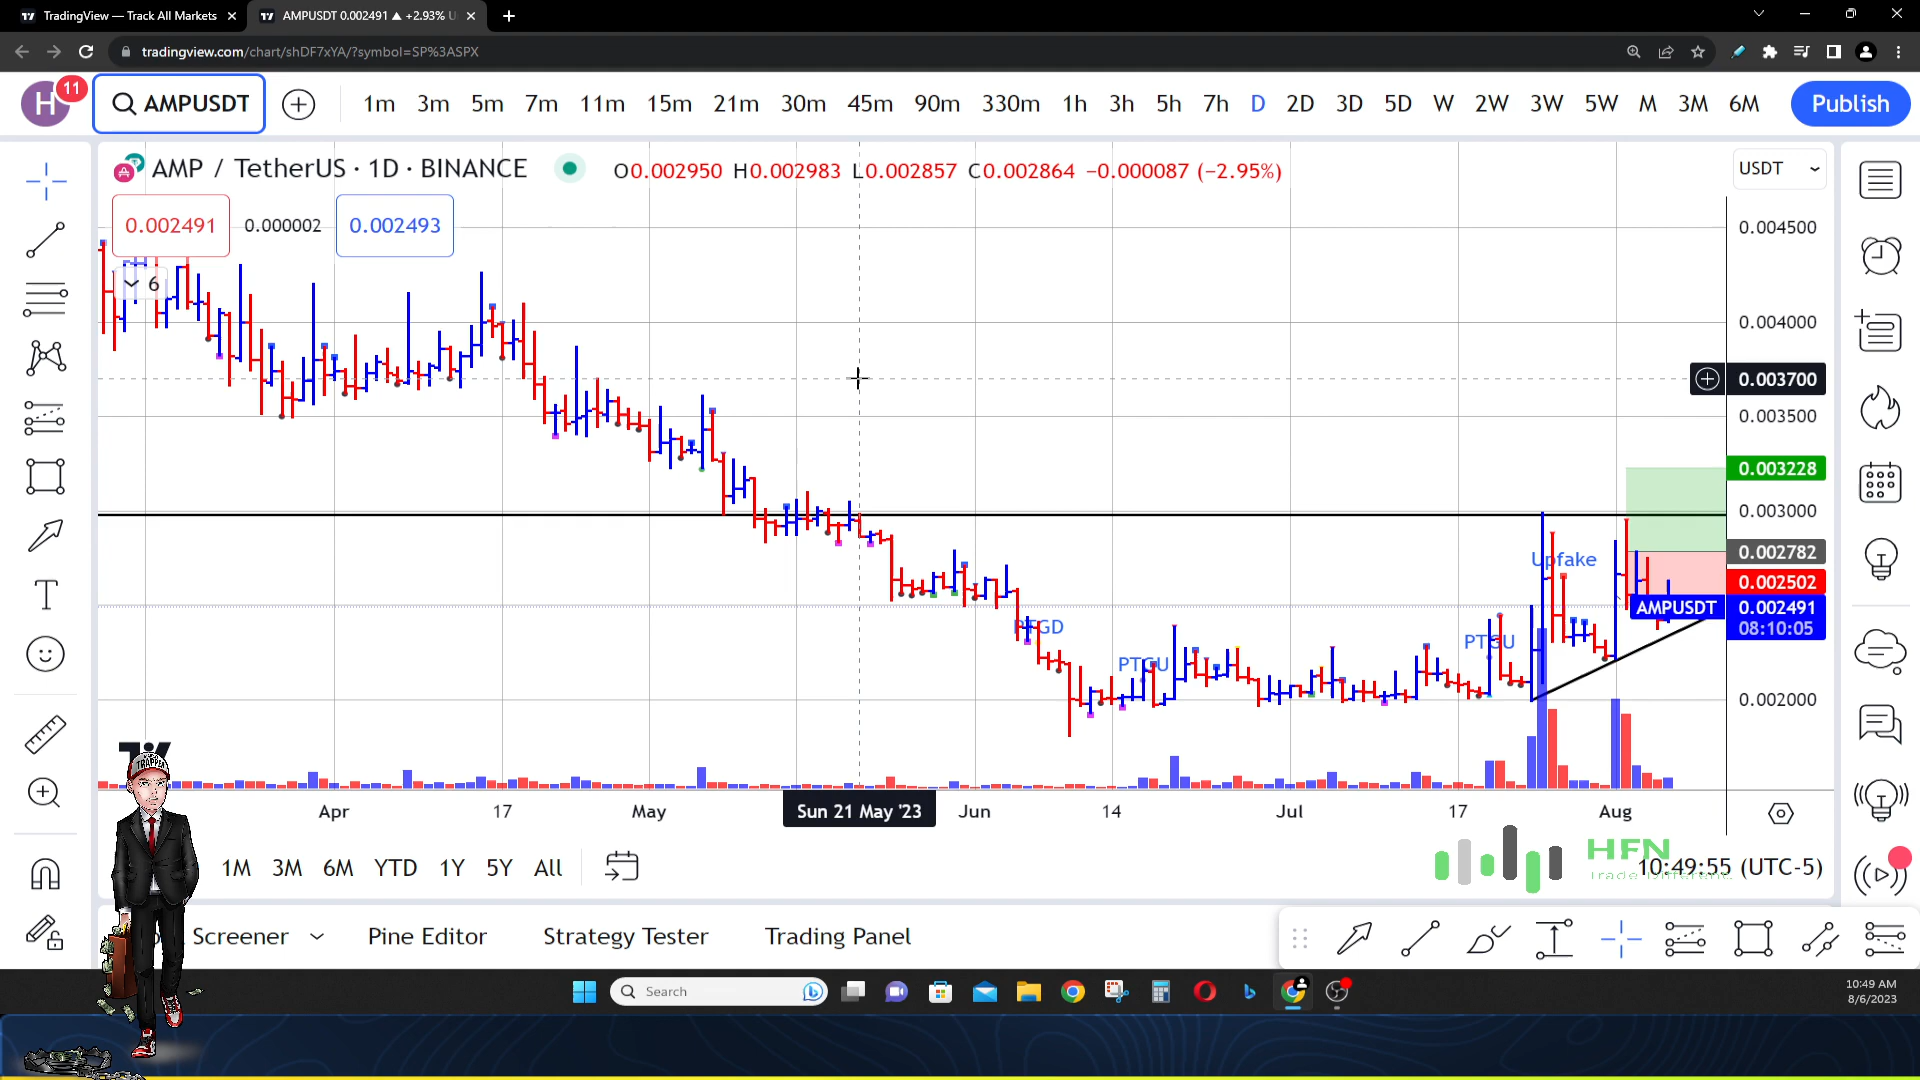 TradingView — Track All Markets
AMPUSDT 0.002491 ▲ +2.93% U
tradingview.com/chart/shDF7xYA/?symbol=SP%3ASPX
H 11
AMPUSDT
1m 3m 5m 7m 11m 15m 21m 30m 45m 90m 330m 1h 3h 5h 7h D 2D 3D 5D W 2W 3W 5W M 3M 6M
Publish
AMP / TetherUS · 1D · BINANCE
O0.002950 H0.002983 L0.002857 C0.002864 −0.000087 (−2.95%)
USDT
0.002491 0.000002 0.002493
6
0.004500
0.004000
0.003700
0.003500
0.003228
0.003000
0.002782
0.002502
AMPUSDT 0.002491
08:10:05
0.002000
Upfake
PTGD
PTGU
PTGU
Apr 17 May Sun 21 May '23 Jun 14 Jul 17 Aug
TRAPPER
1M 3M 6M YTD 1Y 5Y All
HFN
Trade Different.
10:49:55 (UTC-5)
Screener
Pine Editor
Strategy Tester
Trading Panel
Search
10:49 AM
8/6/2023